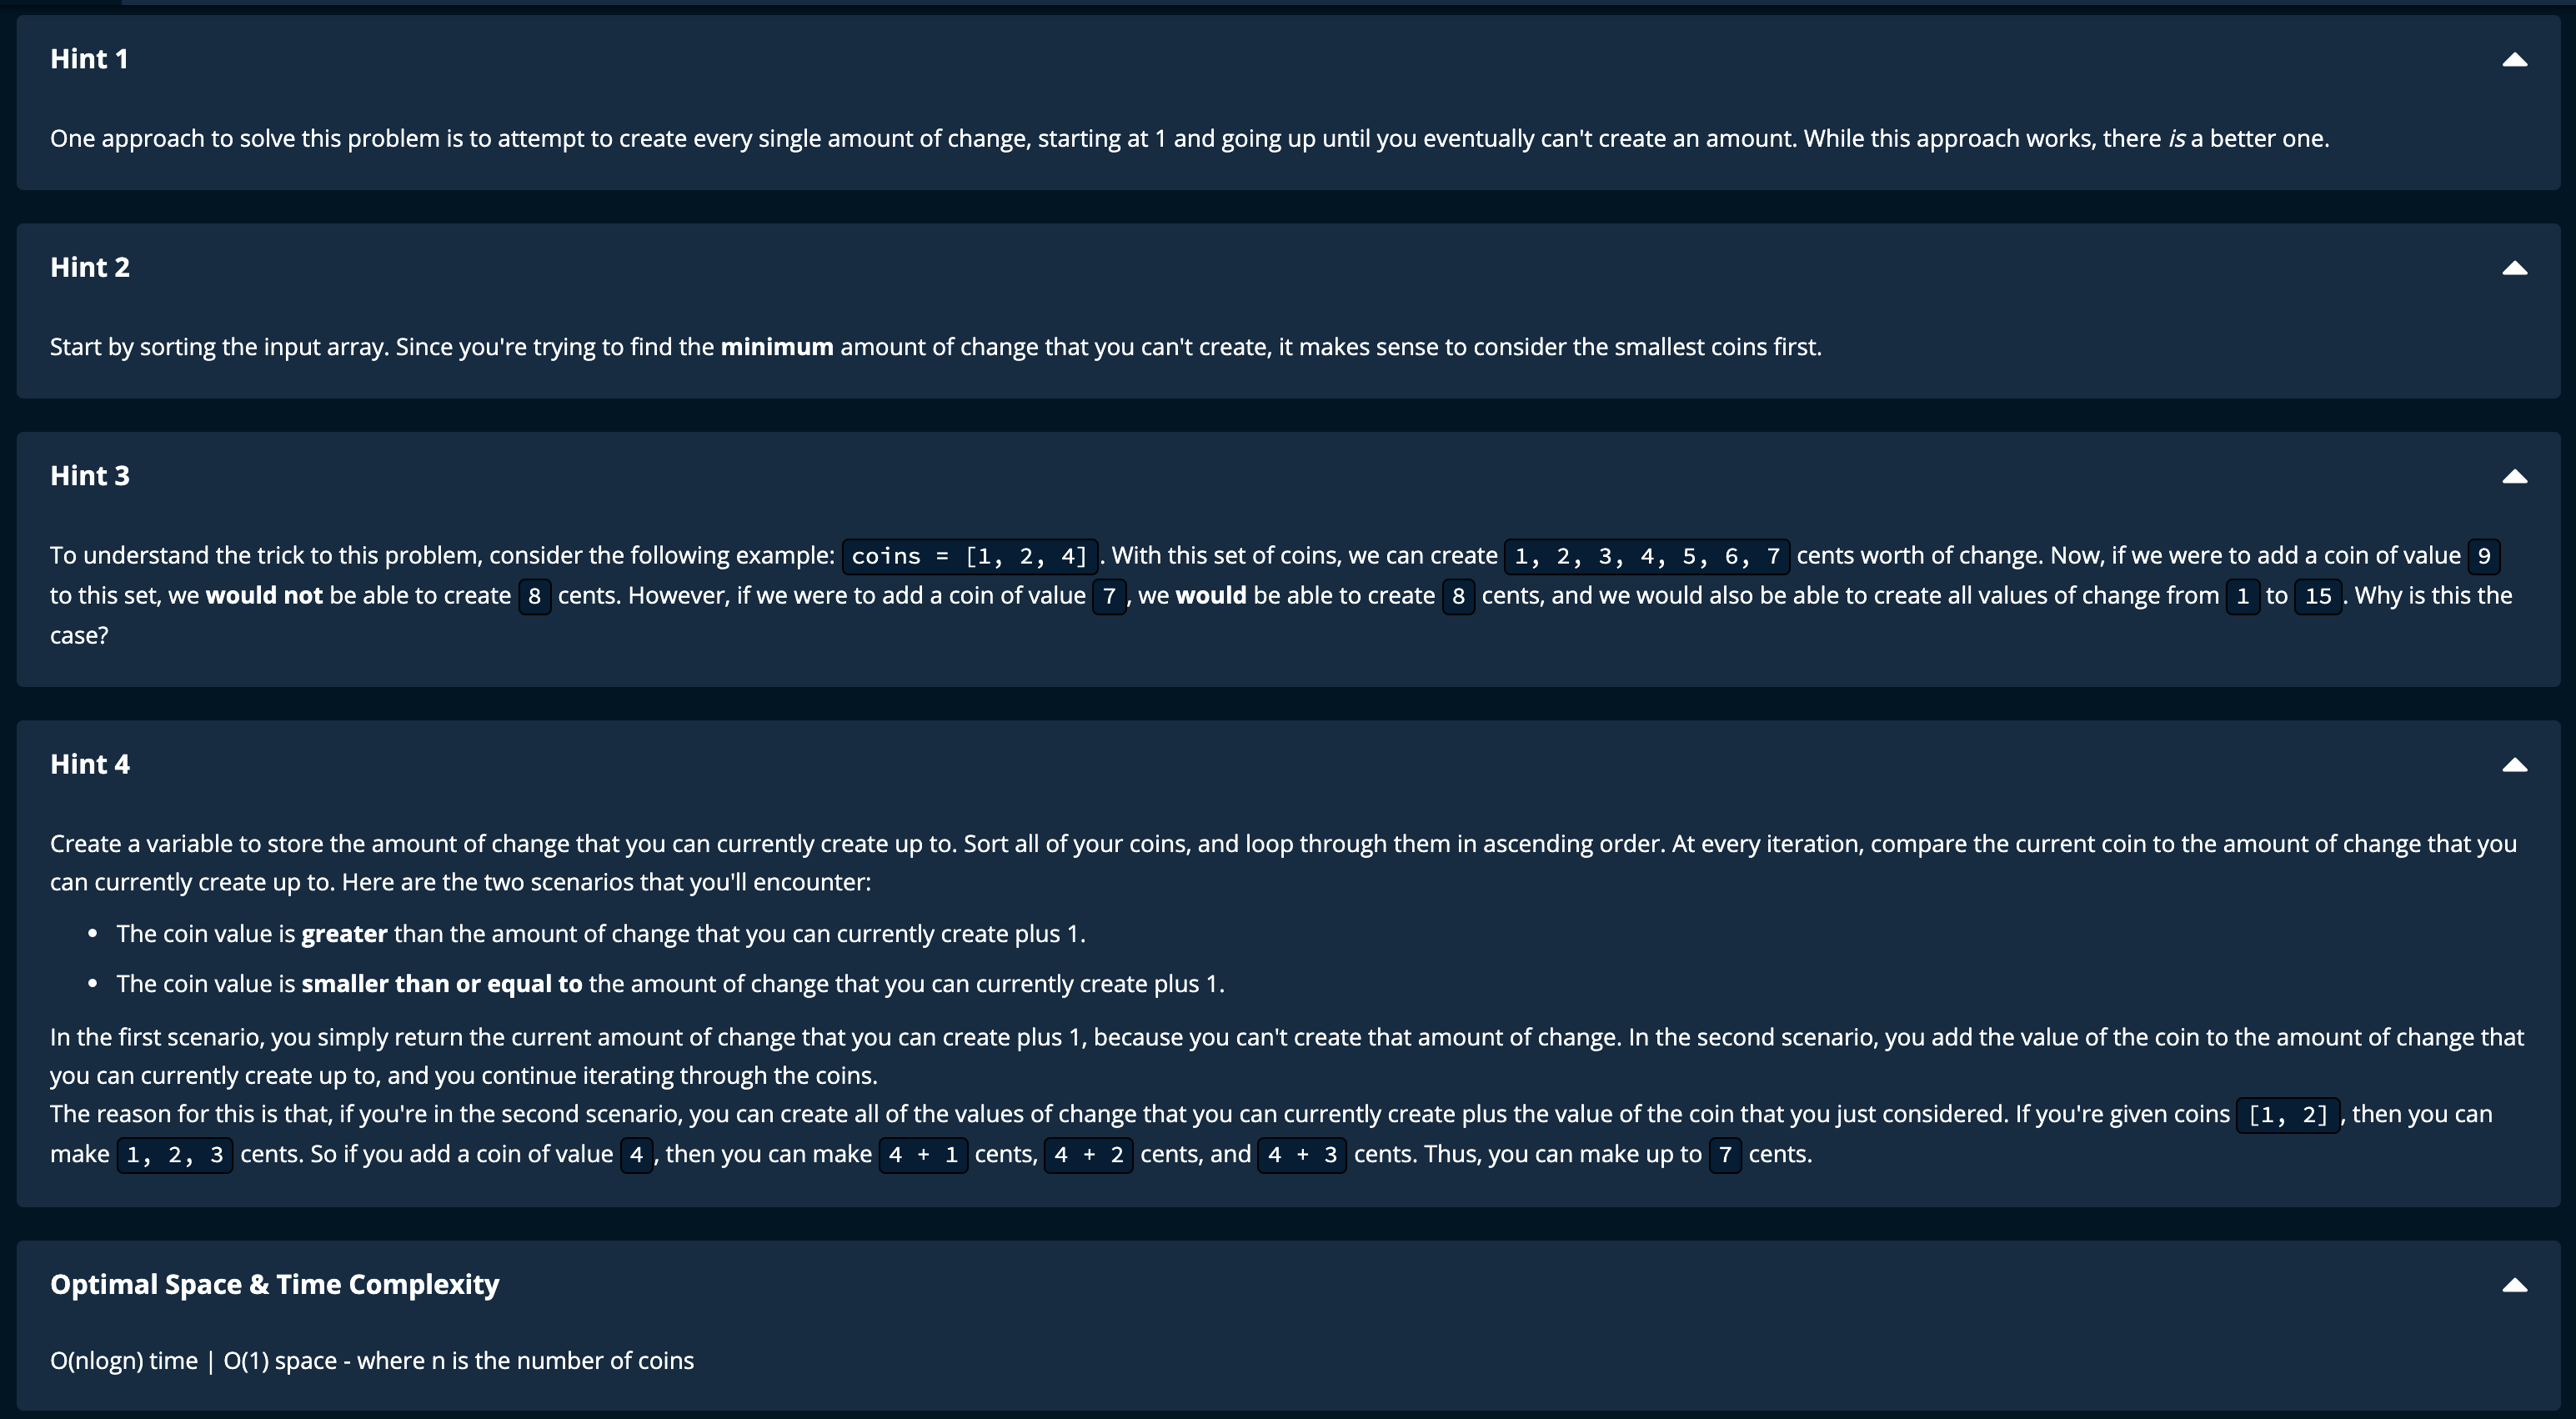 Hint 1
One approach to solve this problem is to attempt to create every single amount of change, starting at 1 and going up until you eventually can't create an amount. While this approach works, there is a better one.
Hint 2
Start by sorting the input array. Since you're trying to find the minimum amount of change that you can't create, it makes sense to consider the smallest coins first.
Hint 3
To understand the trick to this problem, consider the following example: coins = [1, 2, 4]. With this set of coins, we can create 1, 2, 3, 4, 5, 6, 7 cents worth of change. Now, if we were to add a coin of value 9
to this set, we would not be able to create 8 cents. However, if we were to add a coin of value 7, we would be able to create 8 cents, and we would also be able to create all values of change from 1 to 15. Why is this the
case?
Hint 4
Create a variable to store the amount of change that you can currently create up to. Sort all of your coins, and loop through them in ascending order. At every iteration, compare the current coin to the amount of change that you
can currently create up to. Here are the two scenarios that you'll encounter:
• The coin value is greater than the amount of change that you can currently create plus 1.
• The coin value is smaller than or equal to the amount of change that you can currently create plus 1.
In the first scenario, you simply return the current amount of change that you can create plus 1, because you can't create that amount of change. In the second scenario, you add the value of the coin to the amount of change that
you can currently create up to, and you continue iterating through the coins.
The reason for this is that, if you're in the second scenario, you can create all of the values of change that you can currently create plus the value of the coin that you just considered. If you're given coins [1, 2], then you can
make 1, 2, 3 cents. So if you add a coin of value 4, then you can make 4 + 1 cents, 4 + 2 cents, and 4 + 3 cents. Thus, you can make up to 7 cents.
Optimal Space & Time Complexity
O(nlogn) time | O(1) space - where n is the number of coins